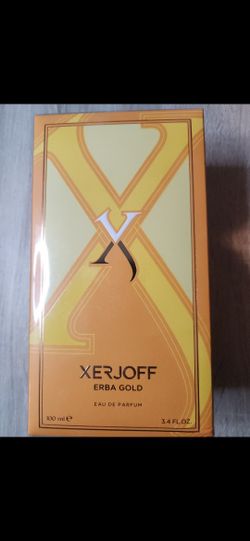 X
XERJOFF
ERBA GOLD
EAU DE PARFUM
100 ml ℮
3.4 FL.OZ.